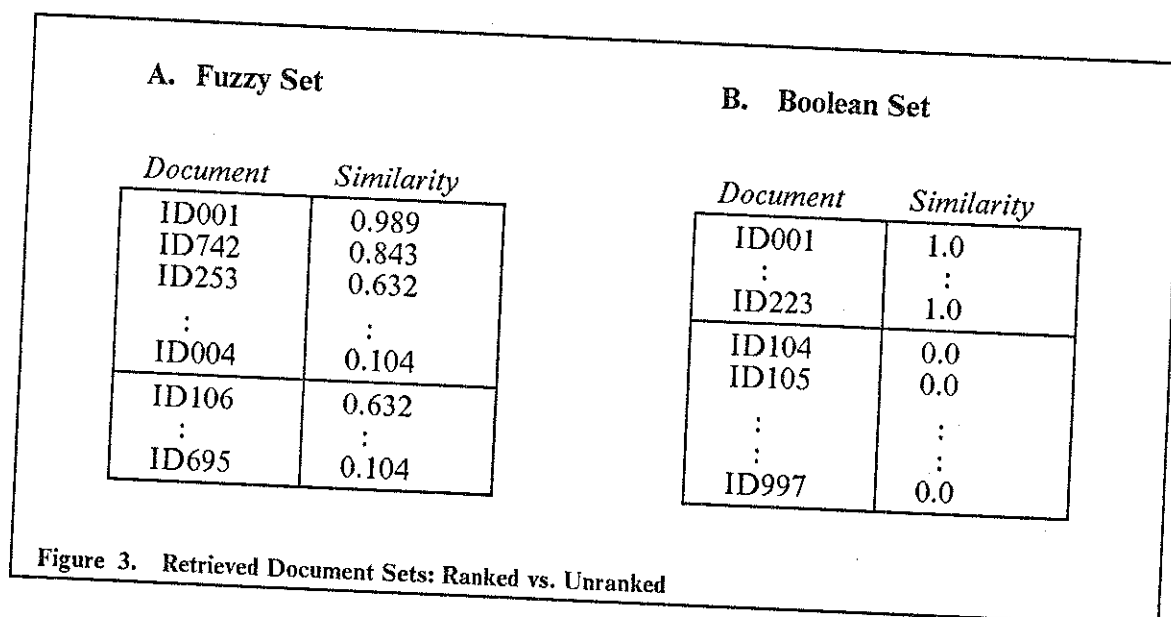 A. Fuzzy Set
Document Similarity
ID001 0.989
ID742 0.843
ID253 0.632
: :
ID004 0.104
ID106 0.632
: :
ID695 0.104
B. Boolean Set
Document Similarity
ID001 1.0
: :
ID223 1.0
ID104 0.0
ID105 0.0
: :
: :
ID997 0.0
Figure 3. Retrieved Document Sets: Ranked vs. Unranked